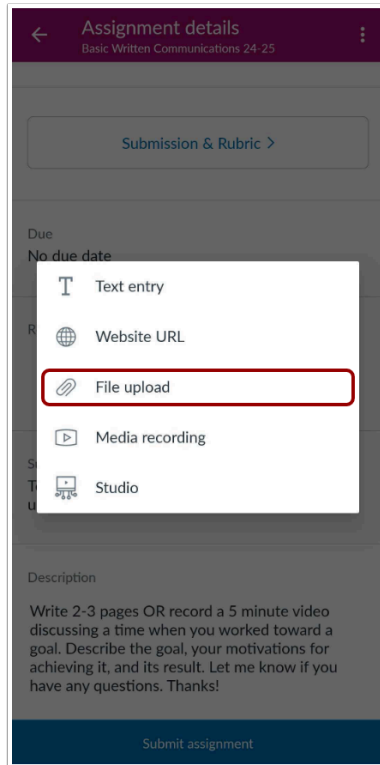 Assignment details
Basic Written Communications 24-25
Submission & Rubric >
Due
No due date
Text entry
Website URL
File upload
Media recording
Studio
Description
Write 2-3 pages OR record a 5 minute video
discussing a time when you worked toward a
goal. Describe the goal, your motivations for
achieving it, and its result. Let me know if you
have any questions. Thanks!
Submit assignment